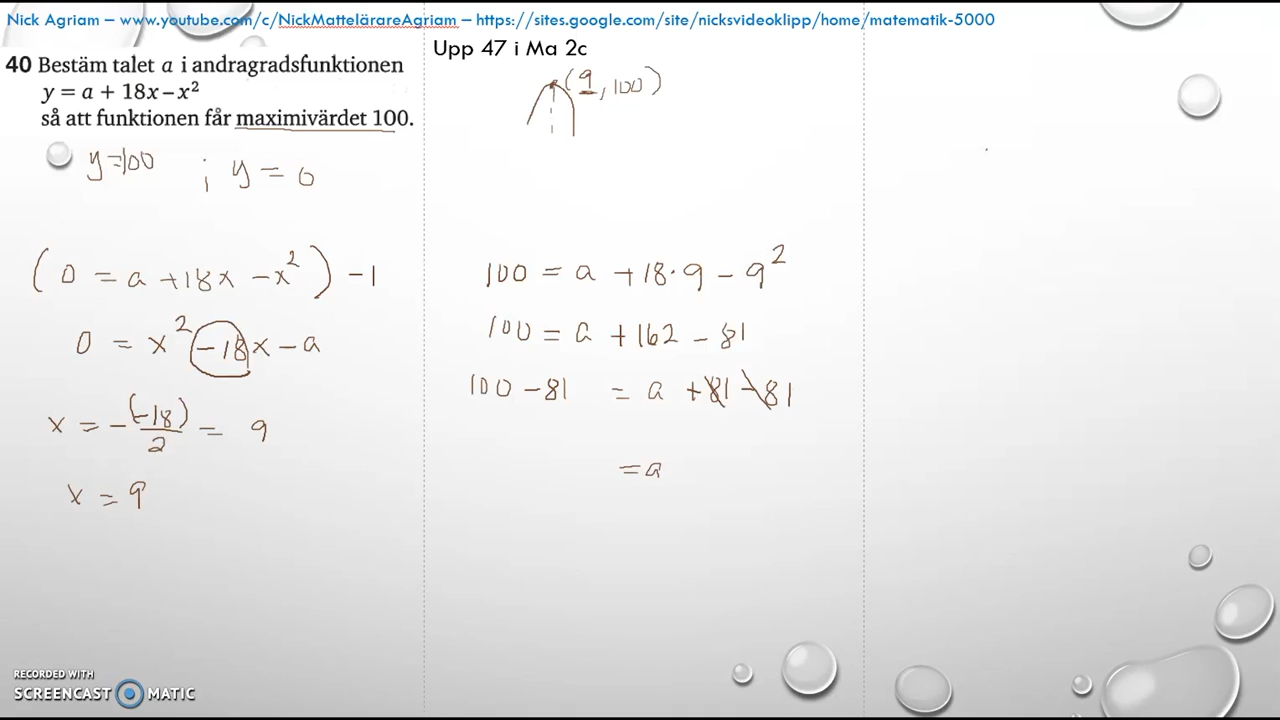 Nick Agriam – www.youtube.com/c/NickMattelärareAgriam – https://sites.google.com/site/nicksvideoklipp/home/matematik-5000
40 Bestäm talet a i andragradsfunktionen
y = a + 18x – x²
så att funktionen får maximivärdet 100.
y=100 i y = 0
(0 = a +18x -x²) -1
0 = x² -18x - a
x = -(-18)/2 = 9
x = 9
Upp 47 i Ma 2c
(9, 100)
100 = a +18·9 - 9²
100 = a +162 - 81
100 - 81 = a +81 - 81
= a
RECORDED WITH
SCREENCAST MATIC